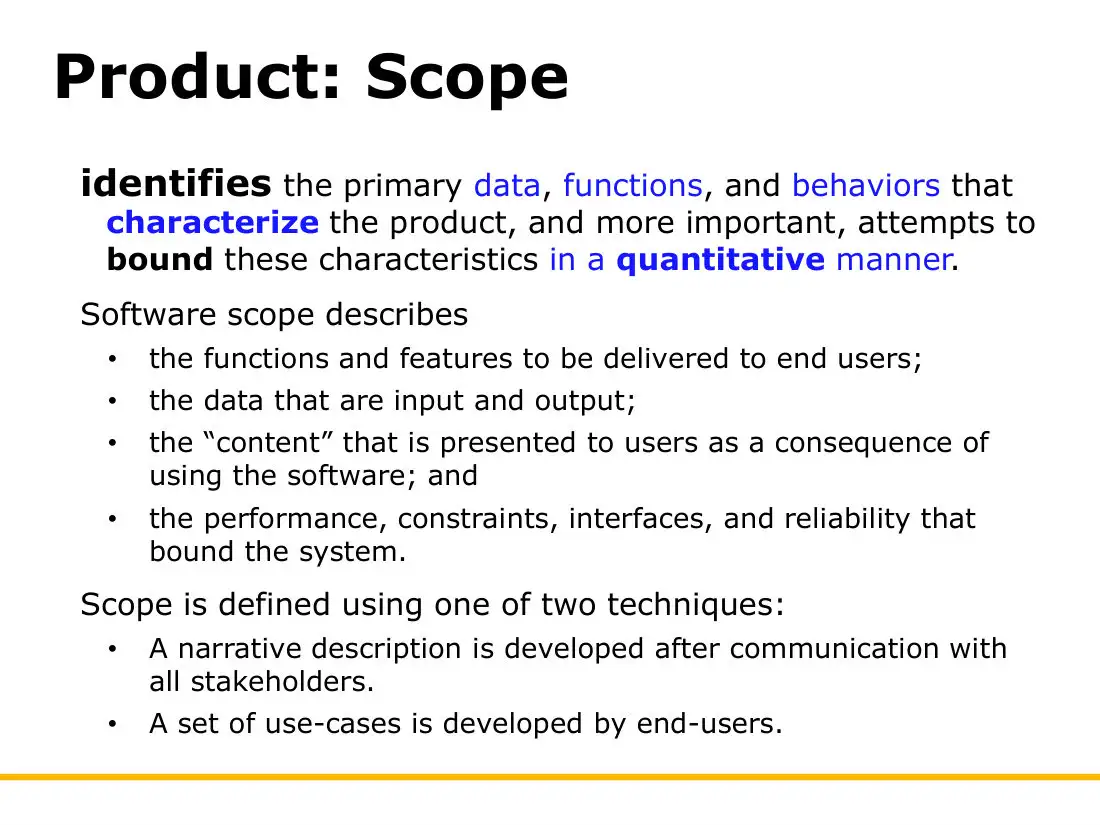 Product: Scope
identifies the primary data, functions, and behaviors that
characterize the product, and more important, attempts to
bound these characteristics in a quantitative manner.
Software scope describes
• the functions and features to be delivered to end users;
• the data that are input and output;
• the “content” that is presented to users as a consequence of
using the software; and
• the performance, constraints, interfaces, and reliability that
bound the system.
Scope is defined using one of two techniques:
• A narrative description is developed after communication with
all stakeholders.
• A set of use-cases is developed by end-users.